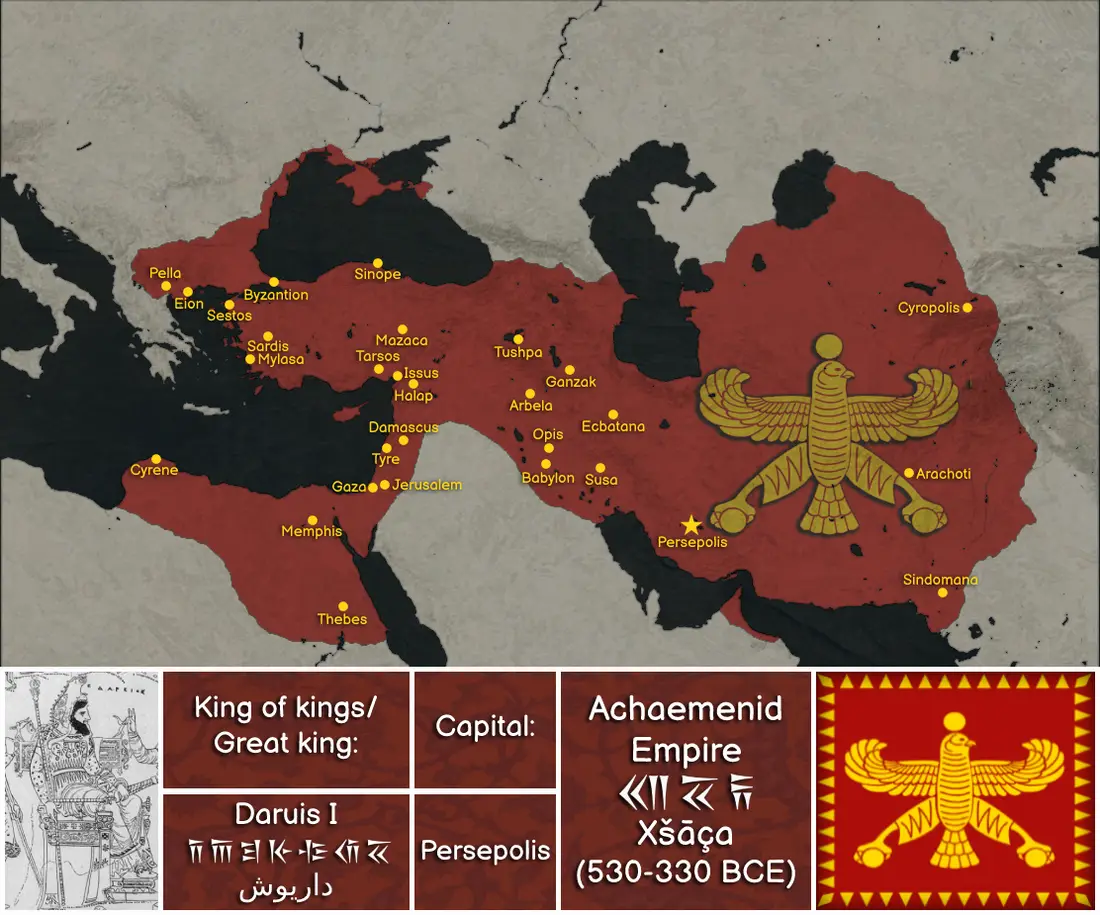 Pella
Eion
Sestos
Byzantion
Sinope
Sardis
Mylasa
Mazaca
Tarsos
Issus
Halap
Tushpa
Ganzak
Arbela
Ecbatana
Opis
Babylon
Susa
Damascus
Tyre
Gaza
Jerusalem
Cyrene
Memphis
Thebes
Persepolis
Cyropolis
Arachoti
Sindomana
King of kings/
Great king:
Daruis I
𐎭𐎠𐎼𐎹𐎺𐎢𐏁
داریوش
Capital:
Persepolis
Achaemenid
Empire
𐎧𐏁𐏂
Xšāça
(530-330 BCE)